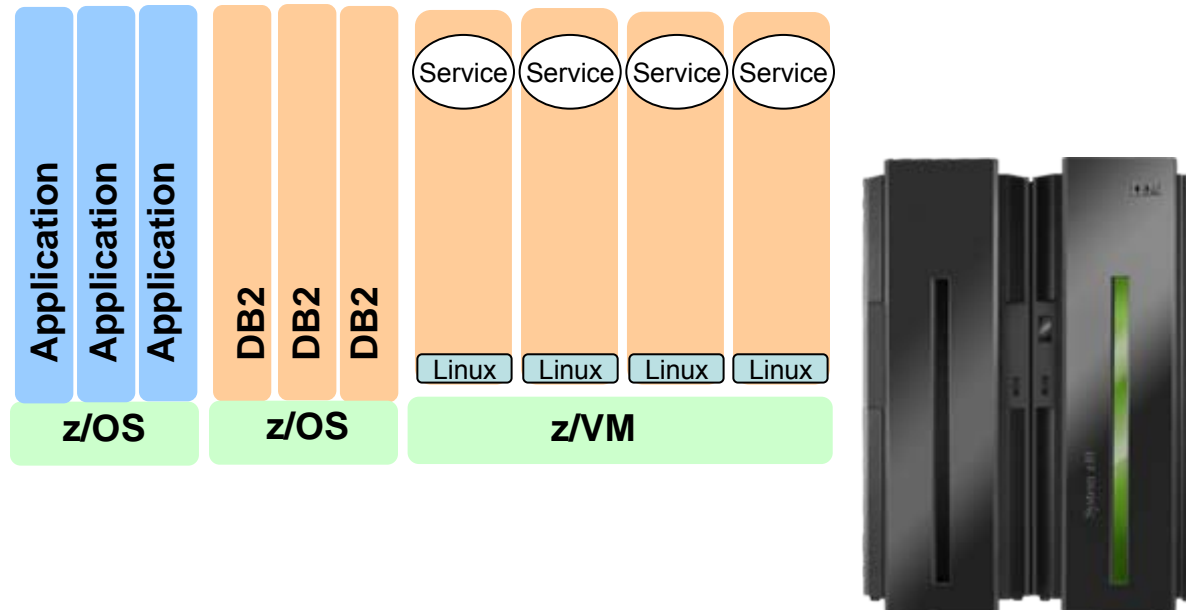 Service Service Service Service
Application Application Application
DB2 DB2 DB2
Linux Linux Linux Linux
z/OS z/OS z/VM